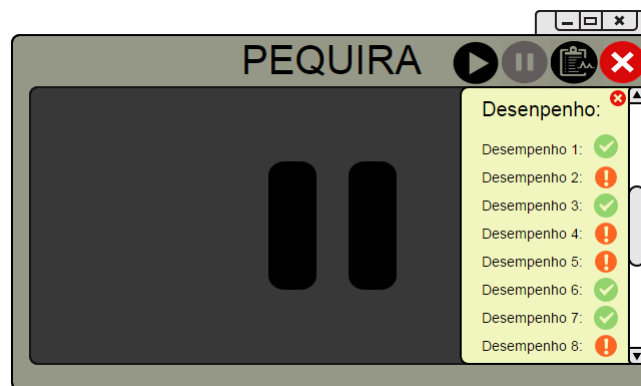 PEQUIRA
Desenpenho:
Desempenho 1:
Desempenho 2:
Desempenho 3:
Desempenho 4:
Desempenho 5:
Desempenho 6:
Desempenho 7:
Desempenho 8: